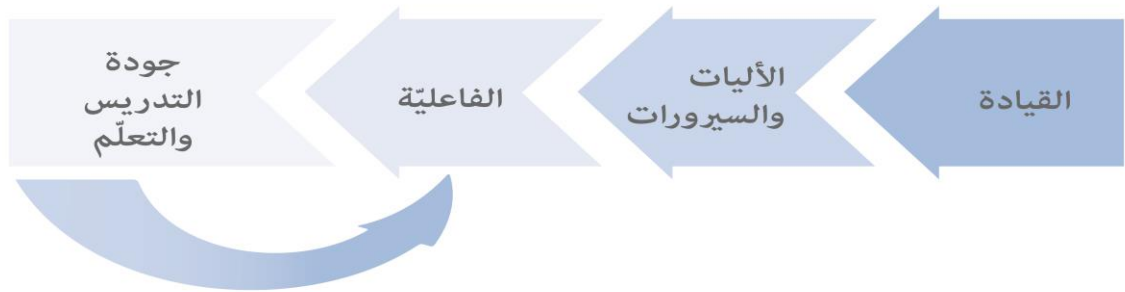 القيادة
الأليات
والسيرورات
الفاعليّة
جودة
التدريس
والتعلّم